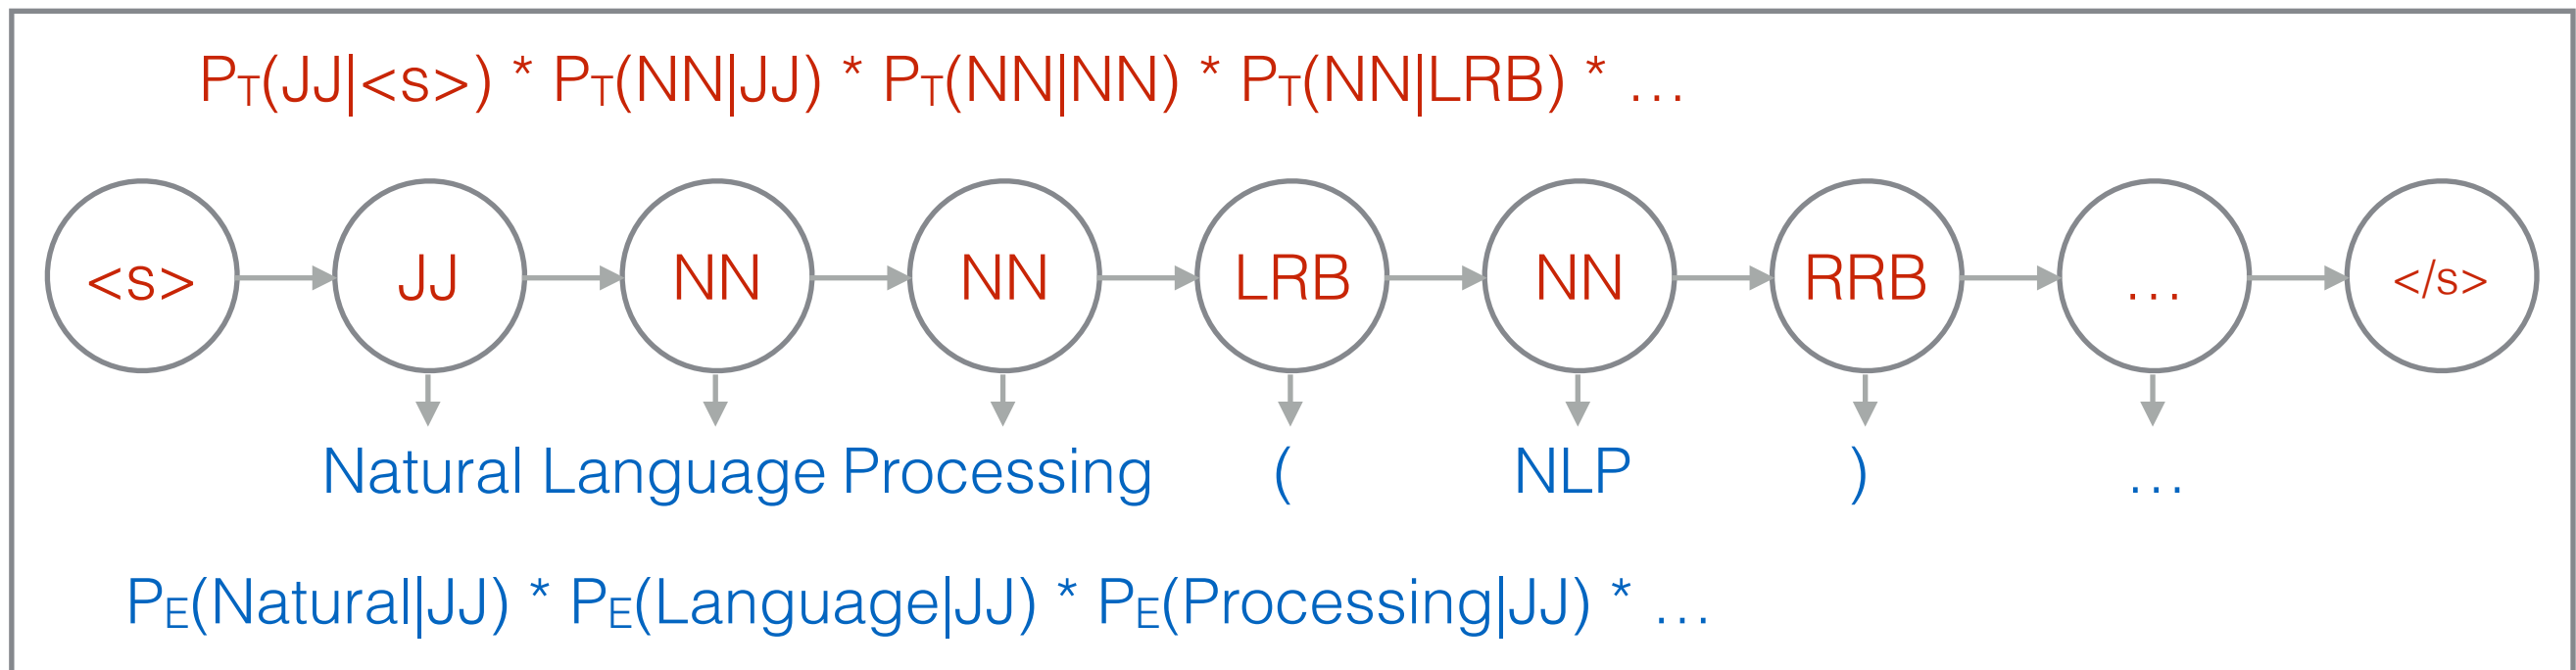 PT(JJ|<s>) * PT(NN|JJ) * PT(NN|NN) * PT(NN|LRB) * …
<s> JJ NN NN LRB NN RRB … </s>
Natural Language Processing ( NLP ) …
PE(Natural|JJ) * PE(Language|JJ) * PE(Processing|JJ) * …